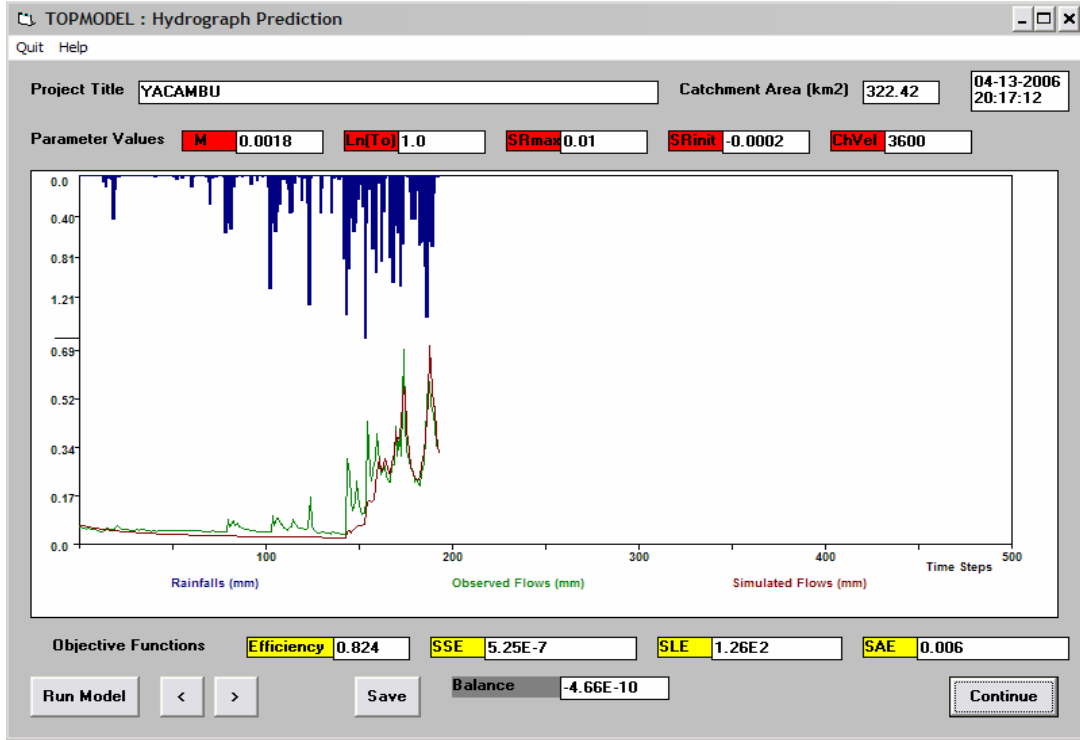 TOPMODEL : Hydrograph Prediction
Quit Help
Project Title YACAMBU Catchment Area (km2) 322.42 04-13-2006
20:17:12
Parameter Values M 0.0018 Ln(To) 1.0 SRmax 0.01 SRinit -0.0002 ChVel 3600
0.0
0.40
0.81
1.21
0.69
0.52
0.34
0.17
0.0
100 200 300 400 500
Time Steps
Rainfalls (mm) Observed Flows (mm) Simulated Flows (mm)
Objective Functions Efficiency 0.824 SSE 5.25E-7 SLE 1.26E2 SAE 0.006
Run Model < > Save Balance -4.66E-10 Continue